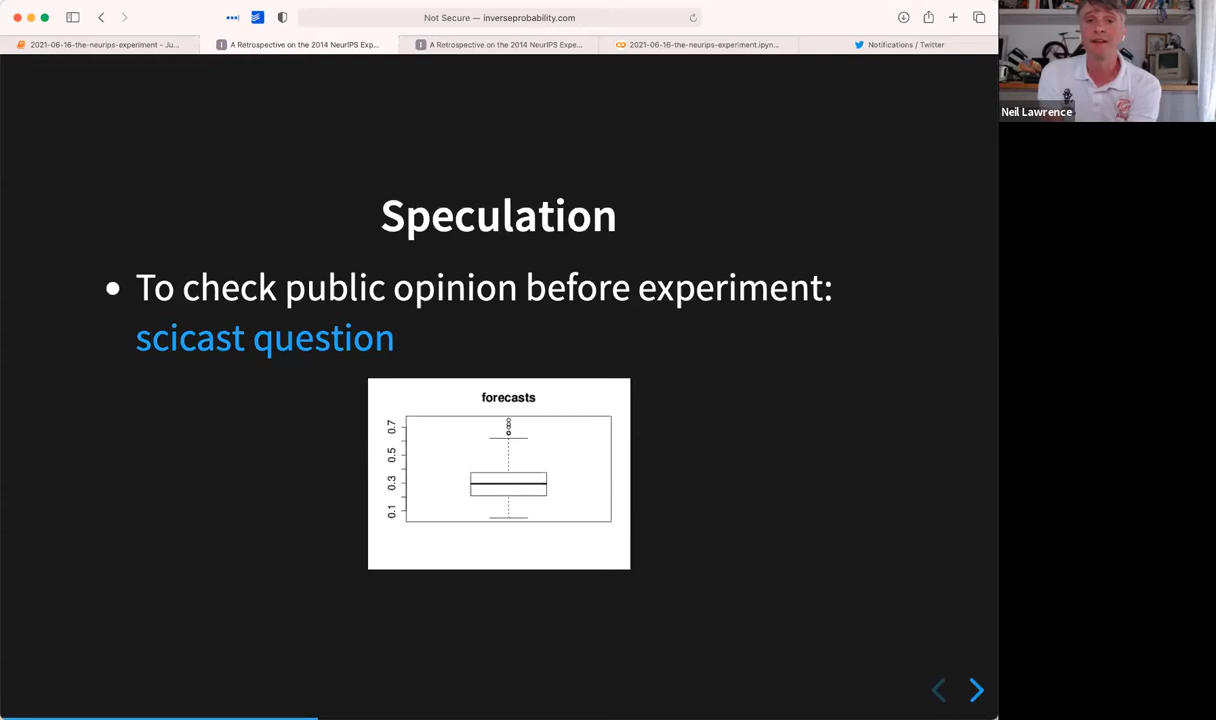 Not Secure — inverseprobability.com
2021-06-16-the-neurips-experiment - Ju...
A Retrospective on the 2014 NeurIPS Exp...
A Retrospective on the 2014 NeurIPS Expe...
2021-06-16-the-neurips-experiment.ipyn...
Notifications / Twitter
Neil Lawrence
Speculation
• To check public opinion before experiment:
scicast question
forecasts
0.7
0.5
0.3
0.1